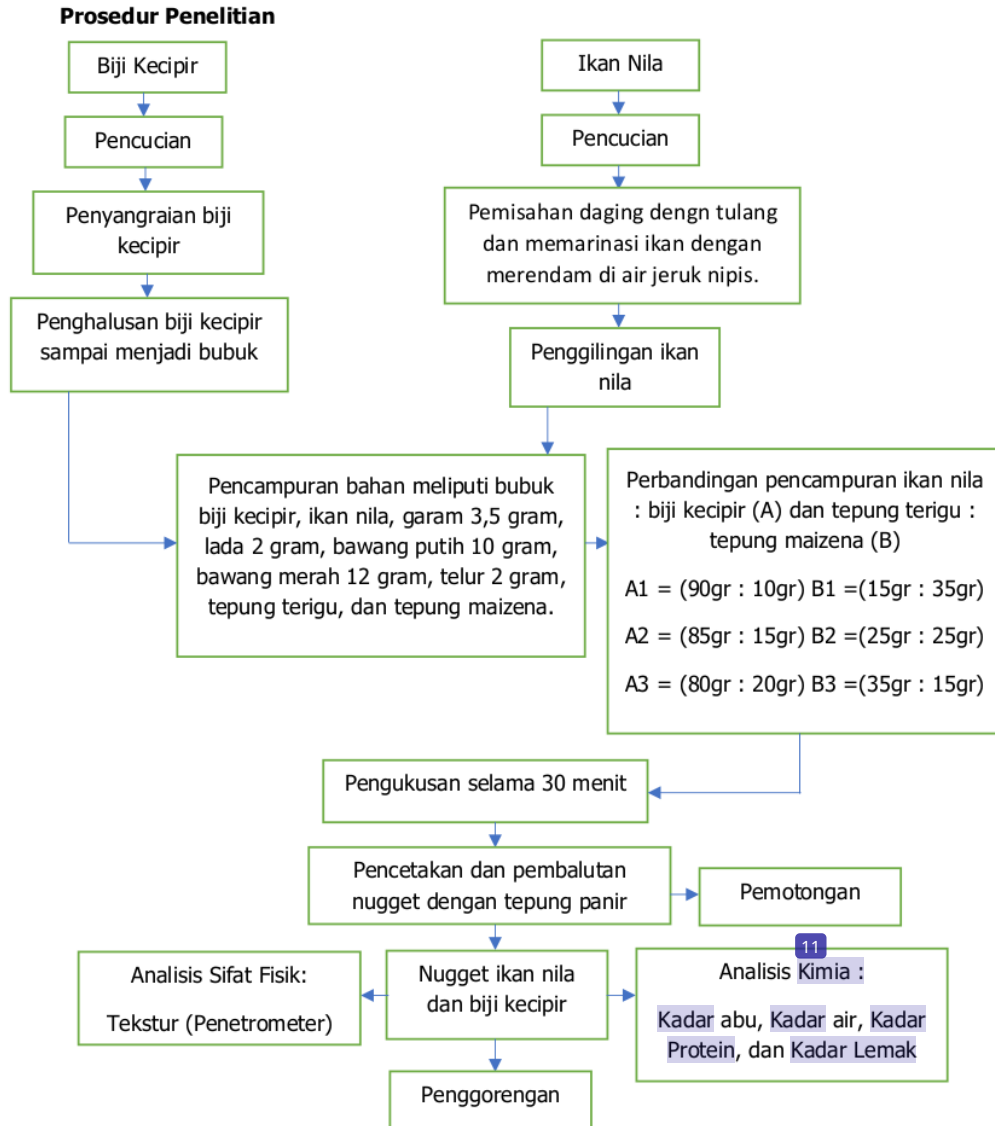 Prosedur Penelitian
Biji Kecipir
Pencucian
Penyangraian biji
kecipir
Penghalusan biji kecipir
sampai menjadi bubuk
Ikan Nila
Pencucian
Pemisahan daging dengn tulang
dan memarinasi ikan dengan
merendam di air jeruk nipis.
Penggilingan ikan
nila
Pencampuran bahan meliputi bubuk
biji kecipir, ikan nila, garam 3,5 gram,
lada 2 gram, bawang putih 10 gram,
bawang merah 12 gram, telur 2 gram,
tepung terigu, dan tepung maizena.
Perbandingan pencampuran ikan nila
: biji kecipir (A) dan tepung terigu :
tepung maizena (B)
A1 = (90gr : 10gr) B1 =(15gr : 35gr)
A2 = (85gr : 15gr) B2 =(25gr : 25gr)
A3 = (80gr : 20gr) B3 =(35gr : 15gr)
Pengukusan selama 30 menit
Pencetakan dan pembalutan
nugget dengan tepung panir
Pemotongan
Analisis Sifat Fisik:
Tekstur (Penetrometer)
Nugget ikan nila
dan biji kecipir
11
Analisis Kimia :
Kadar abu, Kadar air, Kadar
Protein, dan Kadar Lemak
Penggorengan